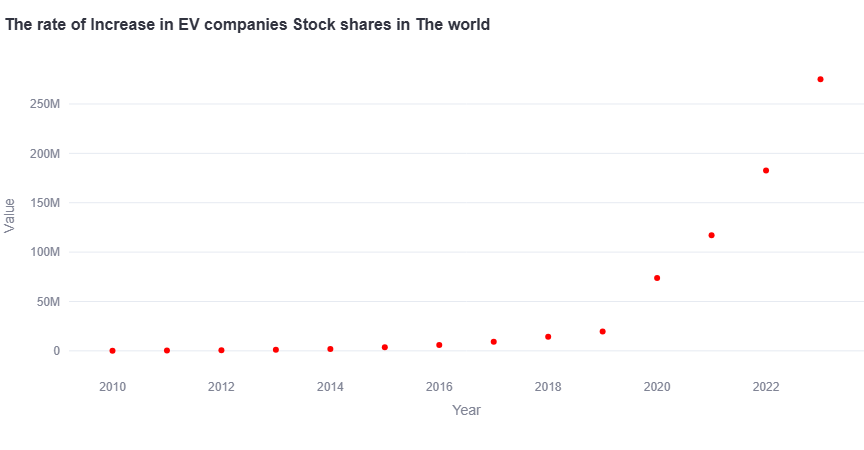 The rate of Increase in EV companies Stock shares in The world
250M
200M
150M
100M
50M
0
Value
2010 2012 2014 2016 2018 2020 2022
Year